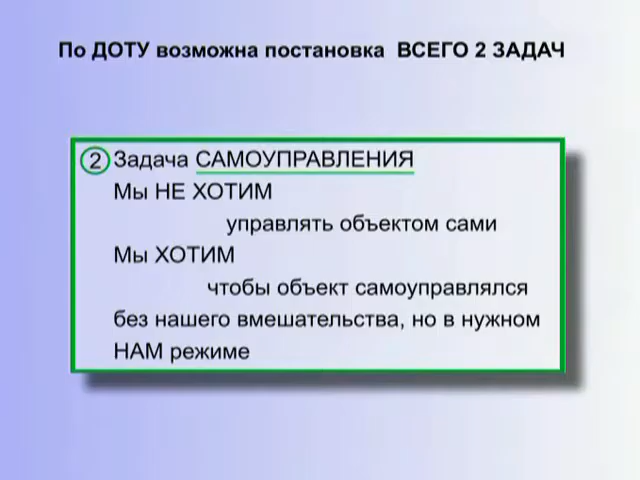 По ДОТУ возможна постановка ВСЕГО 2 ЗАДАЧ
2 Задача САМОУПРАВЛЕНИЯ
Мы НЕ ХОТИМ
управлять объектом сами
Мы ХОТИМ
чтобы объект самоуправлялся
без нашего вмешательства, но в нужном
НАМ режиме